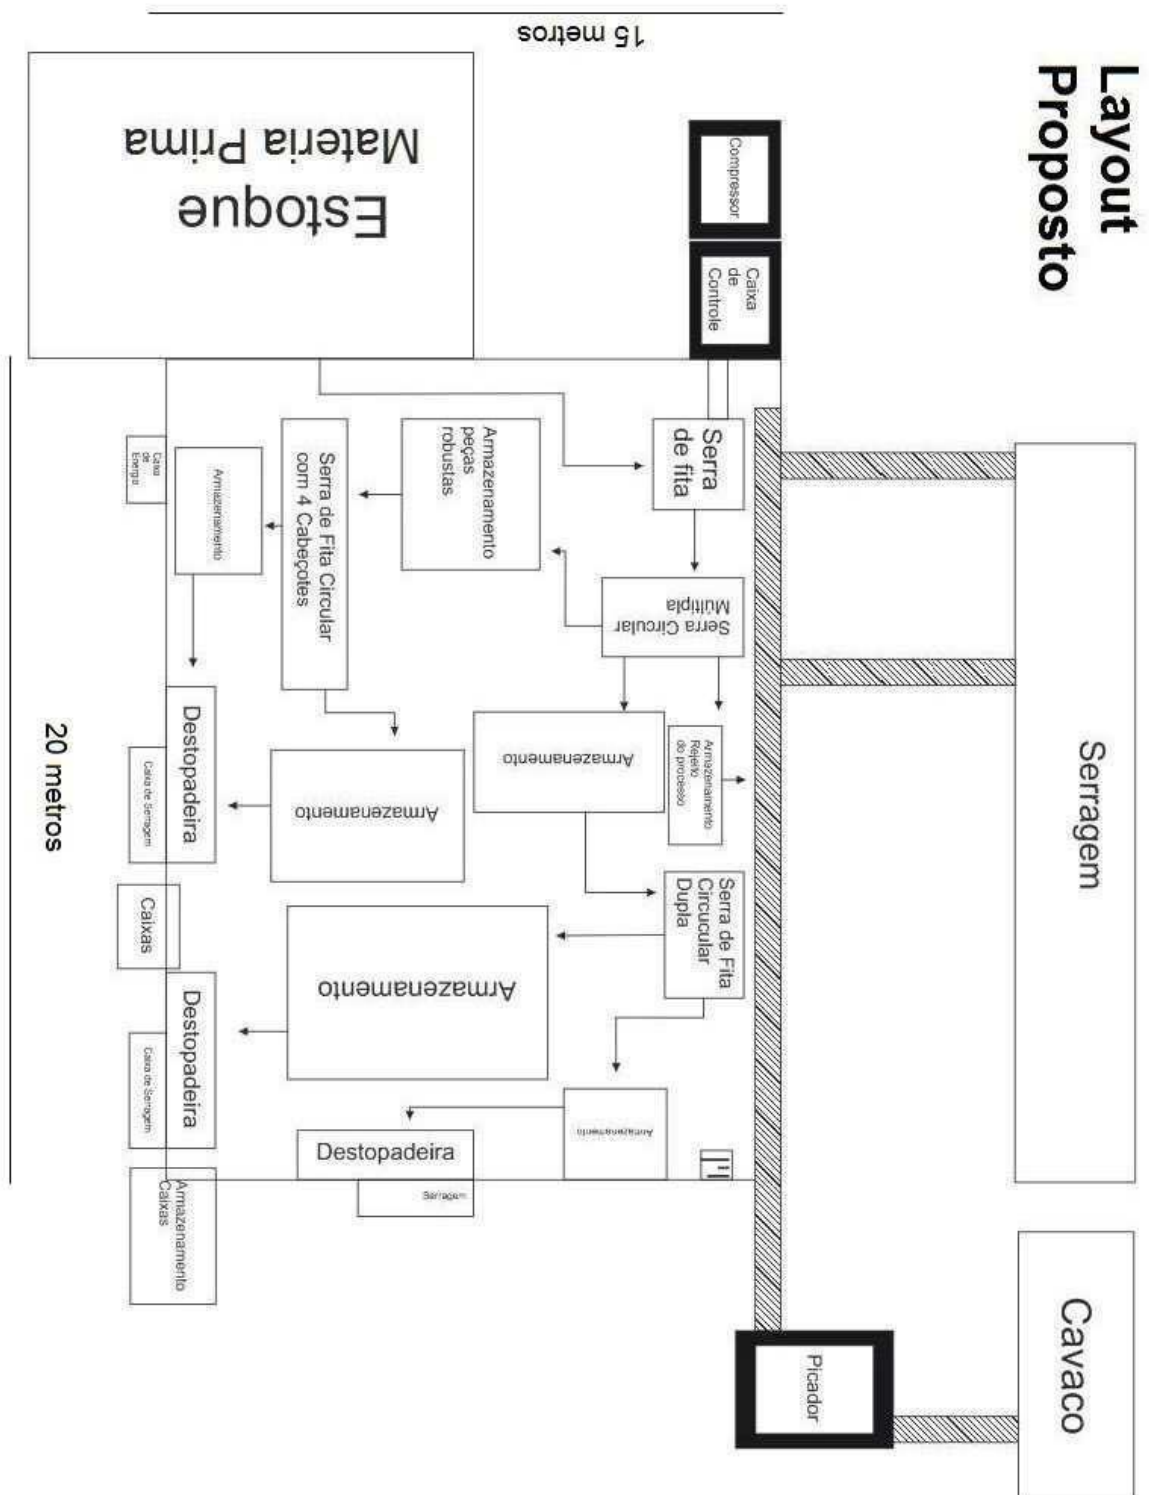 Layout
Proposto
15 metros
Estoque
Materia Prima
Compressor
Caixa
de
Controle
Serra
de fita
Armazenamento
peças
robustas
Serra de Fita Circular
com 4 Cabeçotes
Armazenamento
Caixa
de
Energia
Serra Circular
Múltipla
Armazenamento
Rejeito
do processo
Armazenamento
Armazenamento
Destopadeira
Caixa de Serragem
Serra de Fita
Circucular
Dupla
Armazenamento
Caixas
Destopadeira
Caixa de Serragem
Armazenamento
Destopadeira
Serragem
Armazenamento
Caixas
20 metros
Serragem
Picador
Cavaco